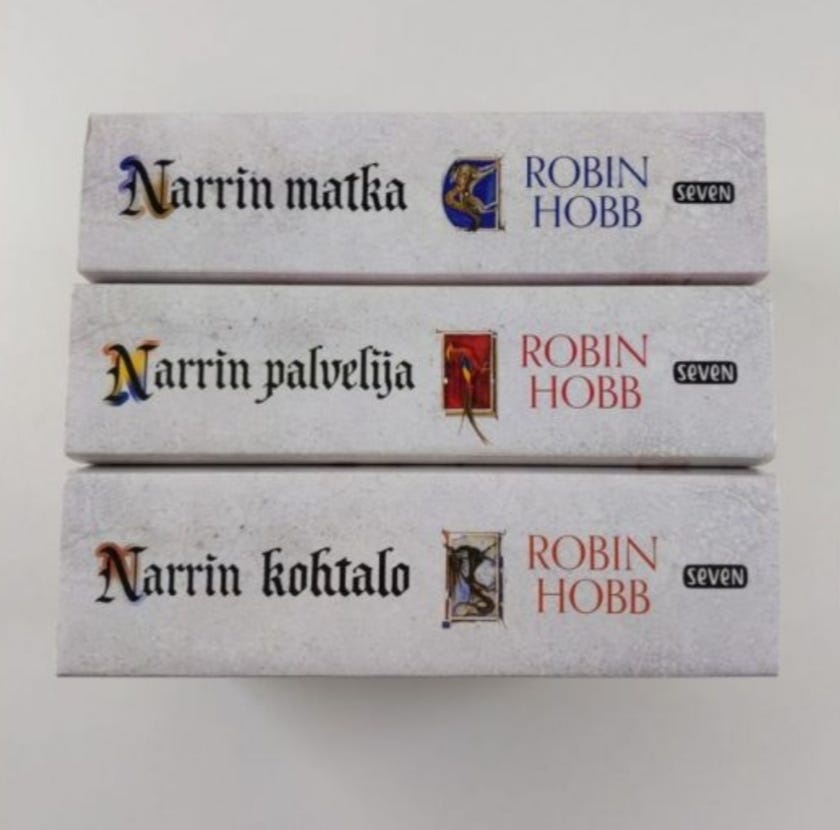 Narrin matka
ROBIN
HOBB
seven
Narrin palvelija
ROBIN
HOBB
seven
Narrin kohtalo
ROBIN
HOBB
seven